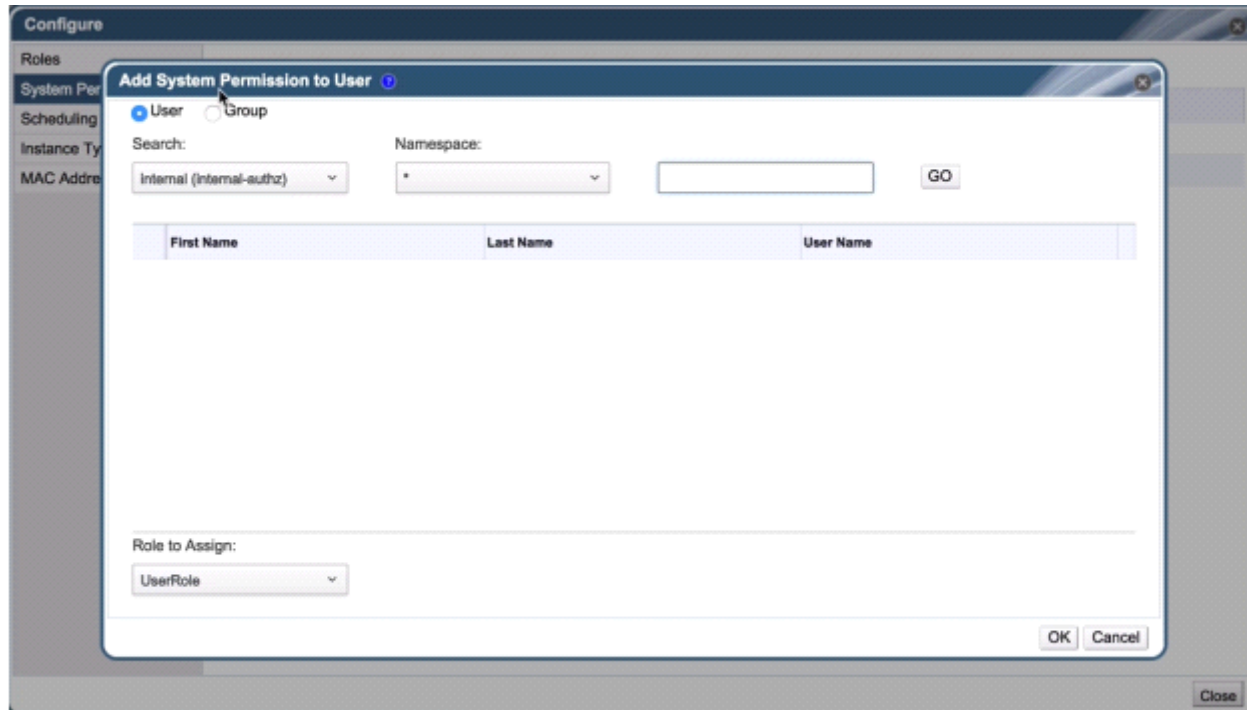 Configure
Roles
System Per
Scheduling
Instance Ty
MAC Addre
Add System Permission to User ?
User Group
Search: Namespace:
Internal (internal-authz) * GO
First Name Last Name User Name
Role to Assign:
UserRole
OK Cancel
Close